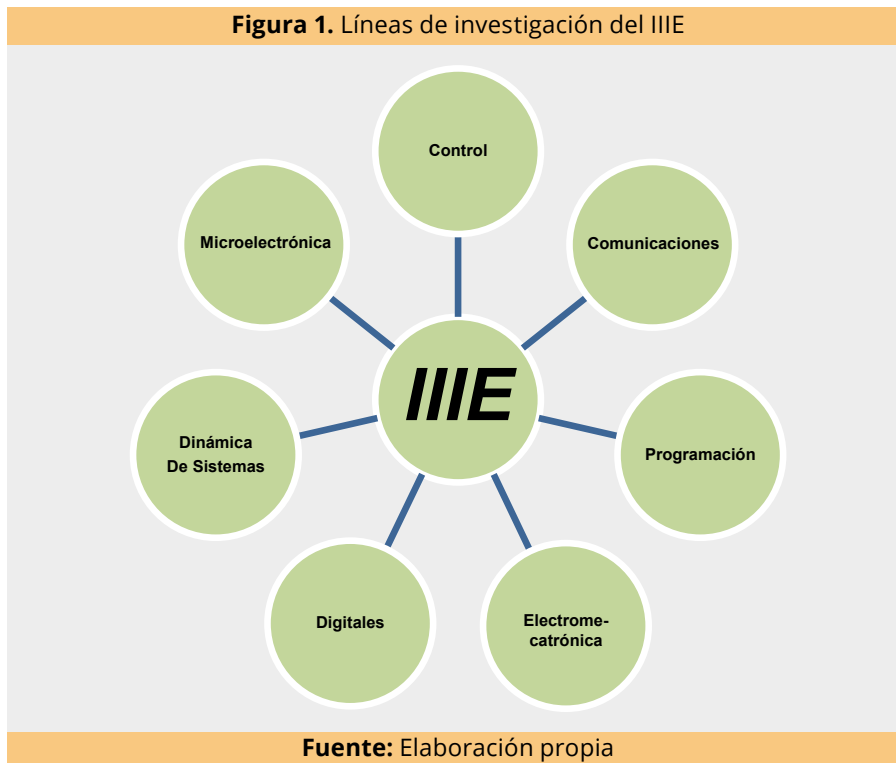 Figura 1. Líneas de investigación del IIIE
Control
Microelectrónica
Comunicaciones
IIIE
Dinámica
De Sistemas
Programación
Digitales
Electrome-
catrónica
Fuente: Elaboración propia